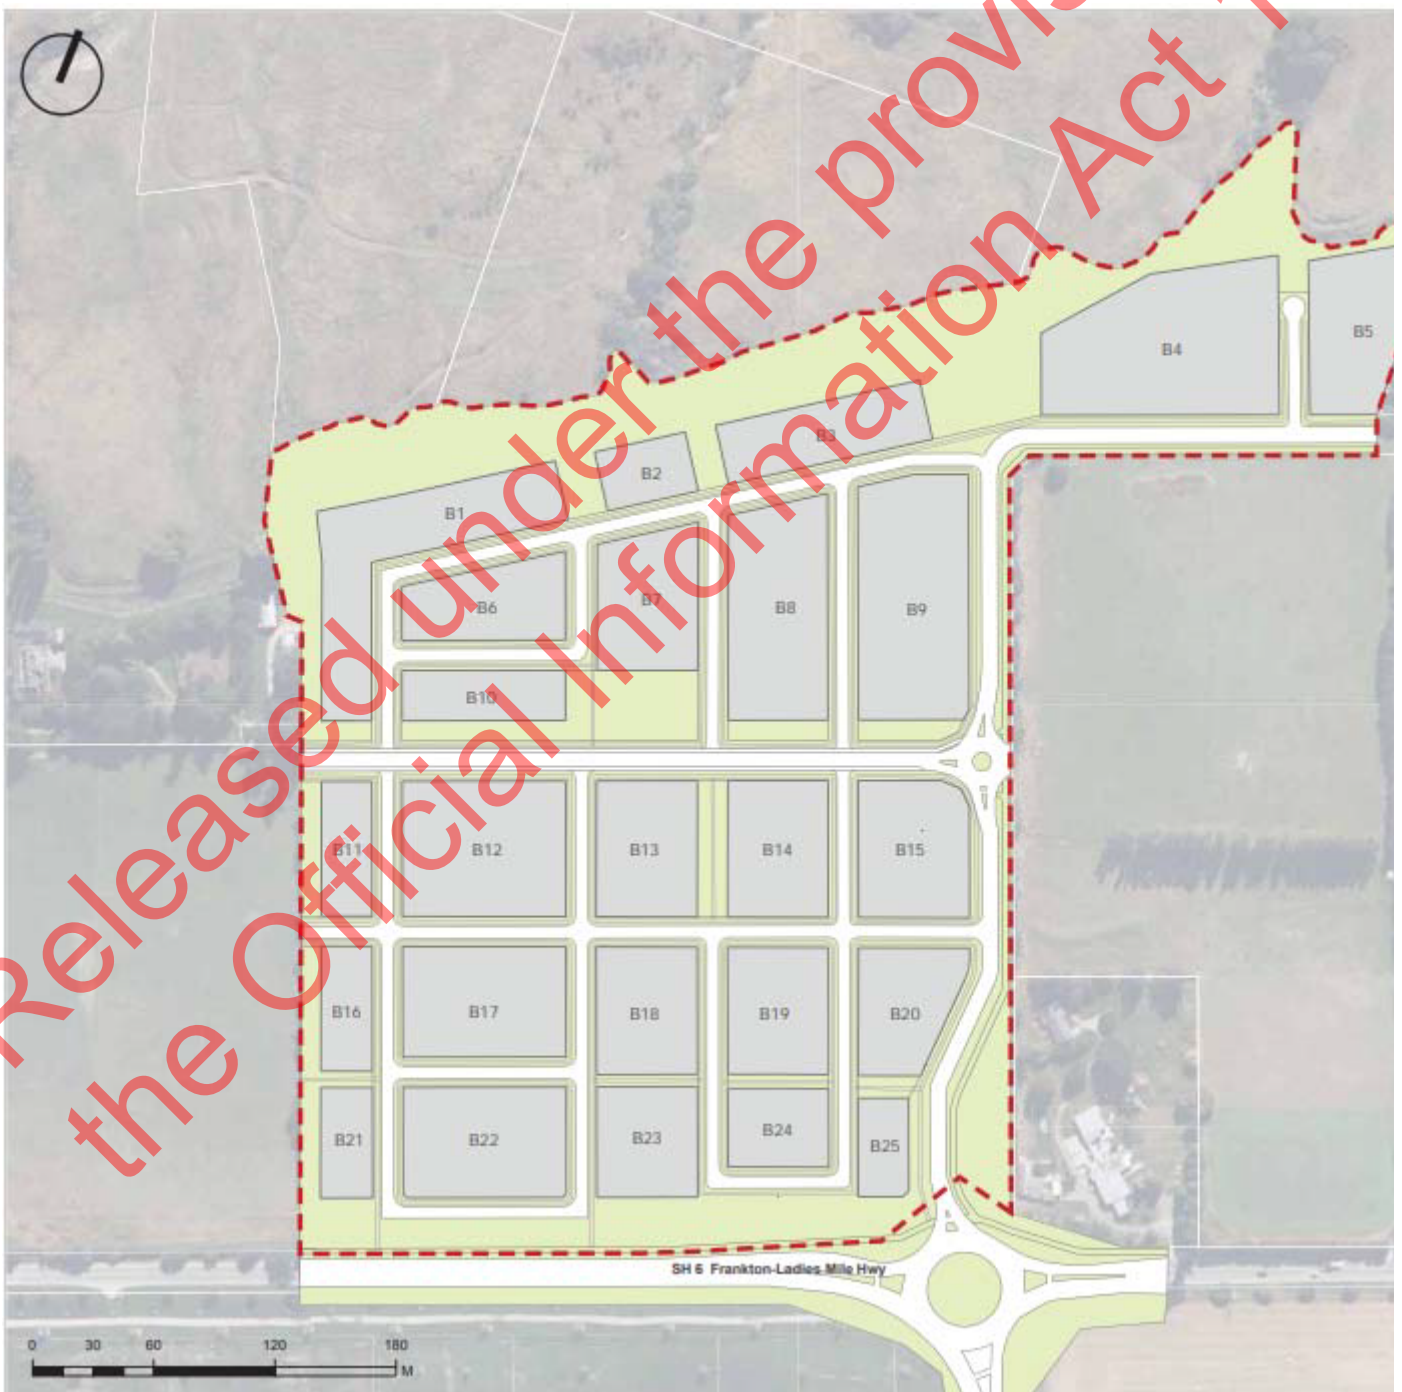 Released under the provis
the Official Information Act 1
B4
B5
B3
B2
B1
B6
B7
B8
B9
B10
B11
B12
B13
B14
B15
B16
B17
B18
B19
B20
B21
B22
B23
B24
B25
SH 6 Frankton-Ladies Mile Hwy
0 30 60 120 180
M